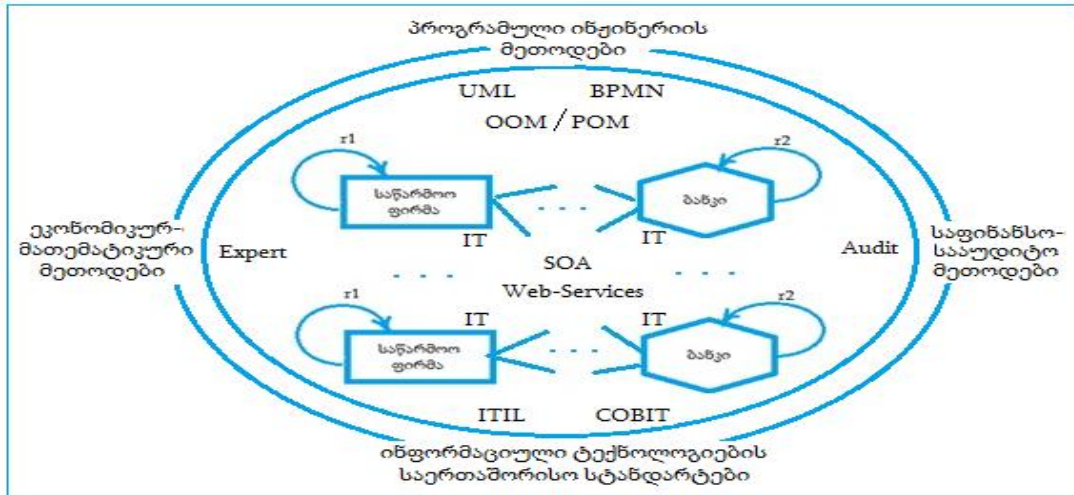 პროგრამული ინჟინერიის
მეთოდები
UML BPMN
OOM / POM
r1 r2
საწარმოო
ფირმა
ბანკი
IT IT
ეკონომიკურ-
მათემატიკური
მეთოდები
Expert
Audit
საფინანსო-
სააუდიტო
მეთოდები
SOA
Web-Services
r1 r2
IT IT
საწარმოო
ფირმა
ბანკი
ITIL COBIT
ინფორმაციული ტექნოლოგიების
საერთაშორისო სტანდარტები